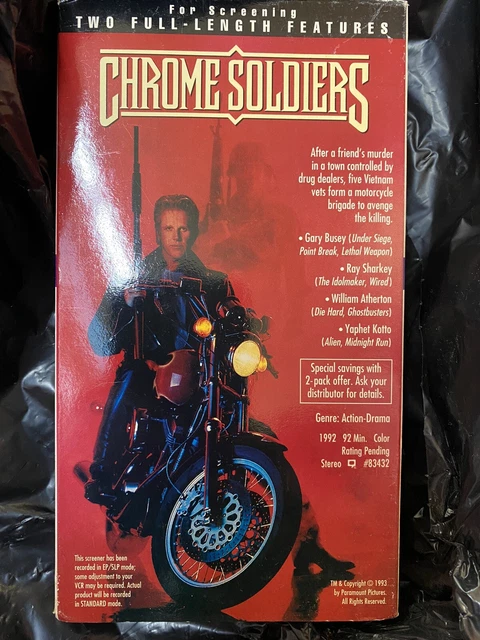 For Screening
TWO FULL-LENGTH FEATURES
CHROME SOLDIERS
After a friend's murder
in a town controlled by
drug dealers, five Vietnam
vets form a motorcycle
brigade to avenge
the killing.
• Gary Busey (Under Siege,
Point Break, Lethal Weapon)
• Ray Sharkey
(The Idolmaker, Wired)
• William Atherton
(Die Hard, Ghostbusters)
• Yaphet Kotto
(Alien, Midnight Run)
Special savings with
2-pack offer. Ask your
distributor for details.
Genre: Action-Drama
1992 92 Min. Color
Rating Pending
Stereo #83432
This screener has been
recorded in EP/SLP mode;
some adjustment to your
VCR may be required. Actual
product will be recorded
in STANDARD mode.
TM & Copyright © 1993
by Paramount Pictures.
All Rights Reserved.